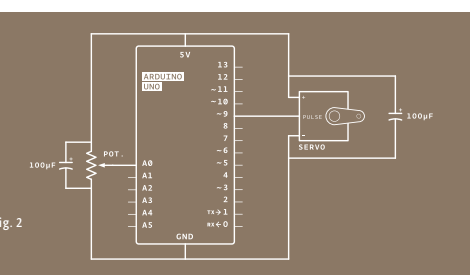 5V
ARDUINO
UNO
13
12
~11
~10
~9
8
7
~6
~5
4
~3
2
TX→1
RX←0
A0
A1
A2
A3
A4
A5
GND
POT.
100µF
+
+
PULSE
-
SERVO
+
100µF
ig. 2